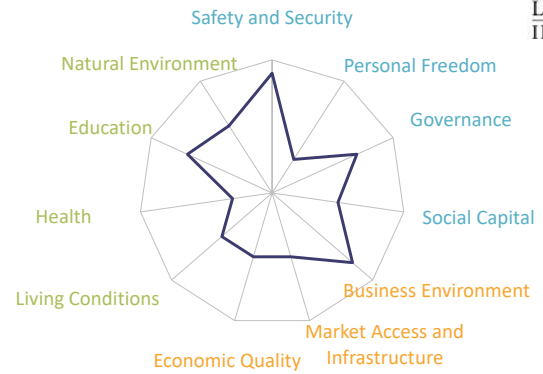 Safety and Security
Natural Environment
Personal Freedom
Education
Governance
Health
Social Capital
Living Conditions
Business Environment
Market Access and
Infrastructure
Economic Quality